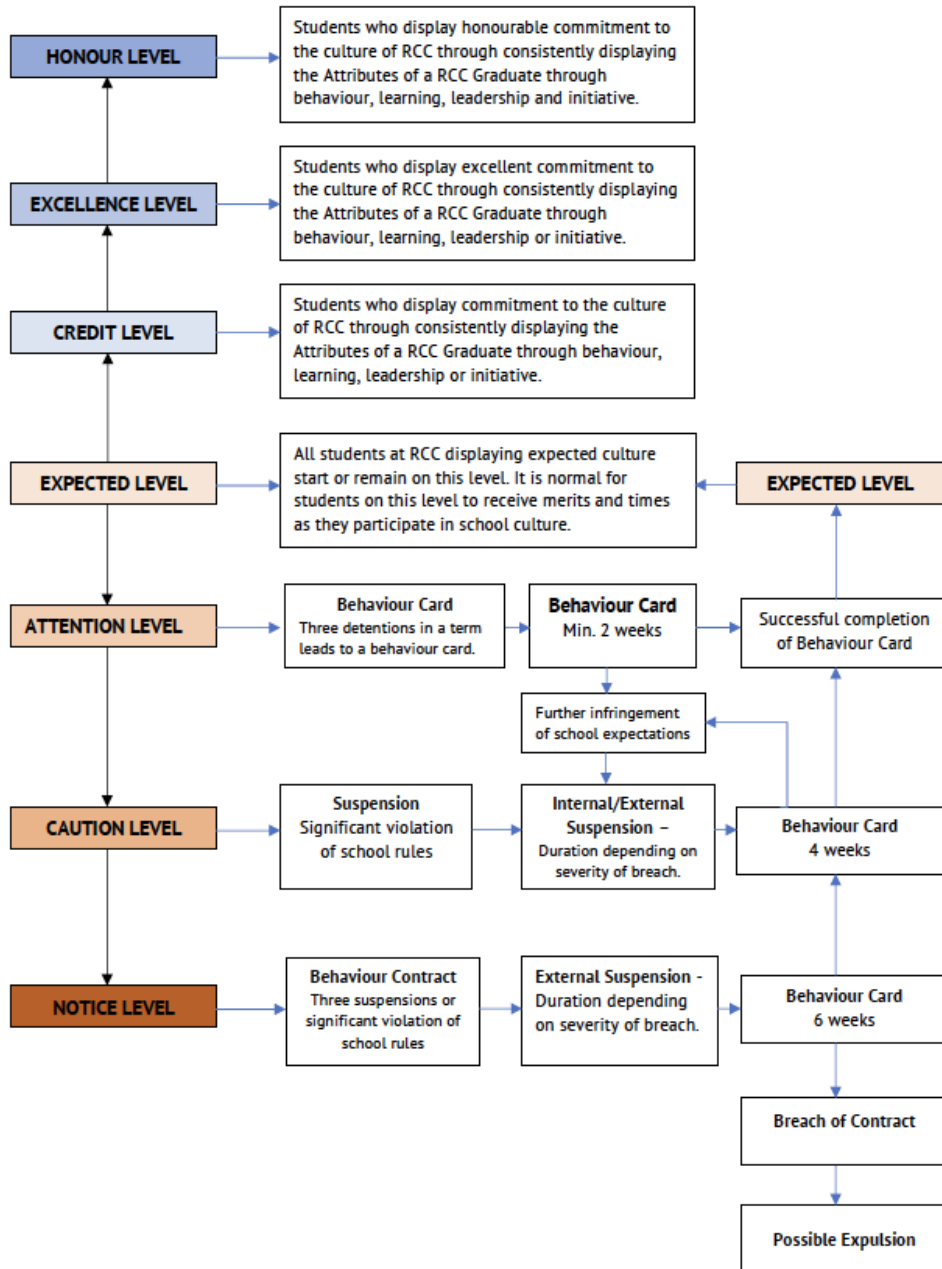 HONOUR LEVEL
Students who display honourable commitment to
the culture of RCC through consistently displaying
the Attributes of a RCC Graduate through
behaviour, learning, leadership and initiative.
EXCELLENCE LEVEL
Students who display excellent commitment to
the culture of RCC through consistently displaying
the Attributes of a RCC Graduate through
behaviour, learning, leadership or initiative.
CREDIT LEVEL
Students who display commitment to the culture
of RCC through consistently displaying the
Attributes of a RCC Graduate through behaviour,
learning, leadership or initiative.
EXPECTED LEVEL
All students at RCC displaying expected culture
start or remain on this level. It is normal for
students on this level to receive merits and times
as they participate in school culture.
EXPECTED LEVEL
ATTENTION LEVEL
Behaviour Card
Three detentions in a term
leads to a behaviour card.
Behaviour Card
Min. 2 weeks
Successful completion
of Behaviour Card
Further infringement
of school expectations
CAUTION LEVEL
Suspension
Significant violation
of school rules
Internal/External
Suspension –
Duration depending on
severity of breach.
Behaviour Card
4 weeks
NOTICE LEVEL
Behaviour Contract
Three suspensions or
significant violation of
school rules
External Suspension -
Duration depending
on severity of breach.
Behaviour Card
6 weeks
Breach of Contract
Possible Expulsion